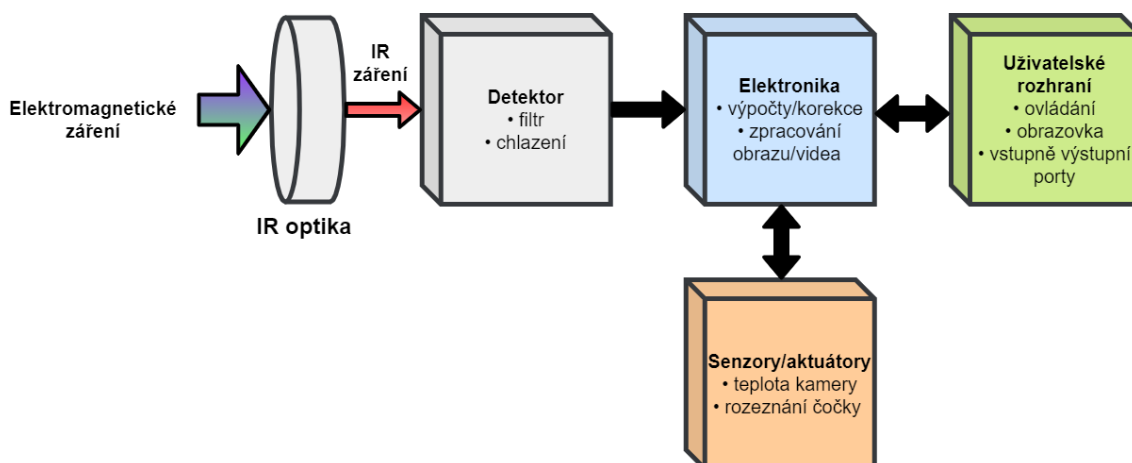 Elektromagnetické
záření
IR optika
IR
záření
Detektor
• filtr
• chlazení
Elektronika
• výpočty/korekce
• zpracování
obrazu/videa
Uživatelské
rozhraní
• ovládání
• obrazovka
• vstupně výstupní
porty
Senzory/aktuátory
• teplota kamery
• rozeznání čočky